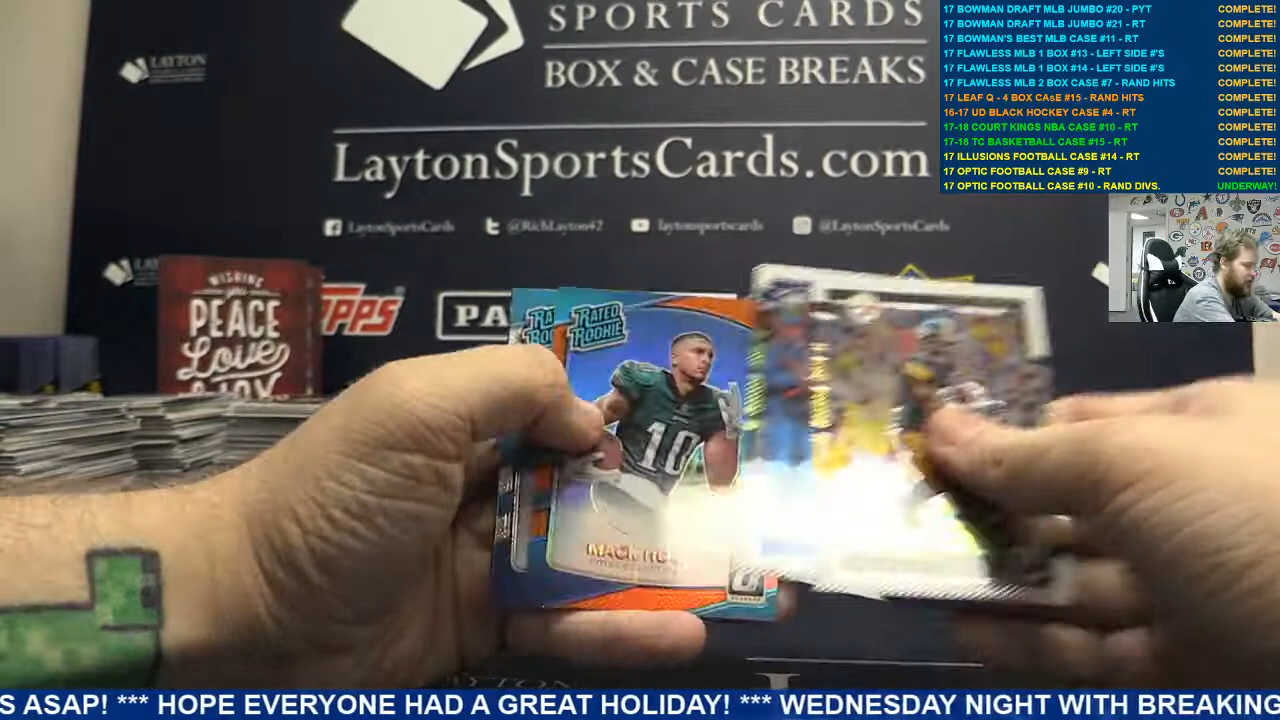 SPORTS CARDS
BOX & CASE BREAKS
LaytonSportsCards.com
LaytonSportsCards
@RichLayton42
laytonsportscards
@LaytonSportsCards
LAYTON
17 BOWMAN DRAFT MLB JUMBO #20 - PYT COMPLETE!
17 BOWMAN DRAFT MLB JUMBO #21 - RT COMPLETE!
17 BOWMAN'S BEST MLB CASE #11 - RT COMPLETE!
17 FLAWLESS MLB 1 BOX #13 - LEFT SIDE #'S COMPLETE!
17 FLAWLESS MLB 1 BOX #14 - LEFT SIDE #'S COMPLETE!
17 FLAWLESS MLB 2 BOX CASE #7 - RAND HITS COMPLETE!
17 LEAF Q - 4 BOX CAsE #15 - RAND HITS COMPLETE!
16-17 UD BLACK HOCKEY CASE #4 - RT COMPLETE!
17-18 COURT KINGS NBA CASE #10 - RT COMPLETE!
17-18 TC BASKETBALL CASE #15 - RT COMPLETE!
17 ILLUSIONS FOOTBALL CASE #14 - RT COMPLETE!
17 OPTIC FOOTBALL CASE #9 - RT COMPLETE!
17 OPTIC FOOTBALL CASE #10 - RAND DIVS. UNDERWAY!
WISHING
you
PEACE
Love
& JOY
TOPPS
PA
RATED
ROOKIE
10
MACK
S ASAP! *** HOPE EVERYONE HAD A GREAT HOLIDAY! *** WEDNESDAY NIGHT WITH BREAKING